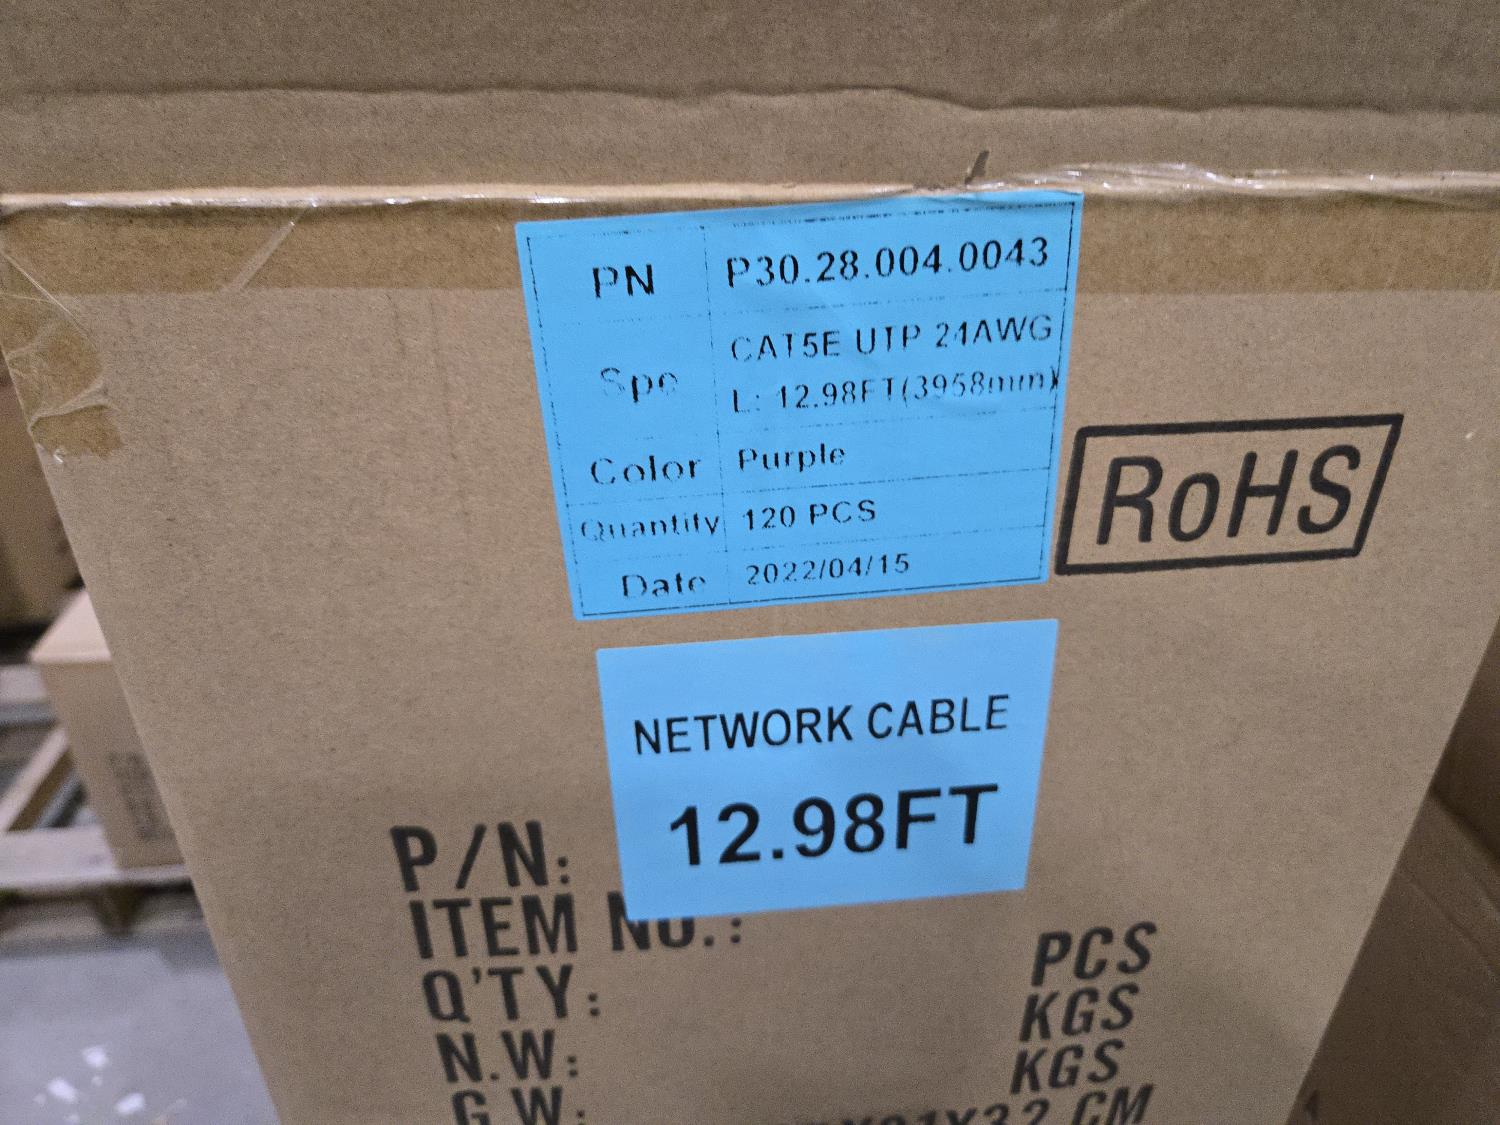 PN P30.28.004.0043
Spe CAT5E UTP 24AWG
L: 12.98FT(3958mm)
Color Purple
Quantity 120 PCS
Date 2022/04/15
RoHS
NETWORK CABLE
12.98FT
P/N:
ITEM NO.:
Q'TY: PCS
N.W: KGS
G.W: KGS
CM